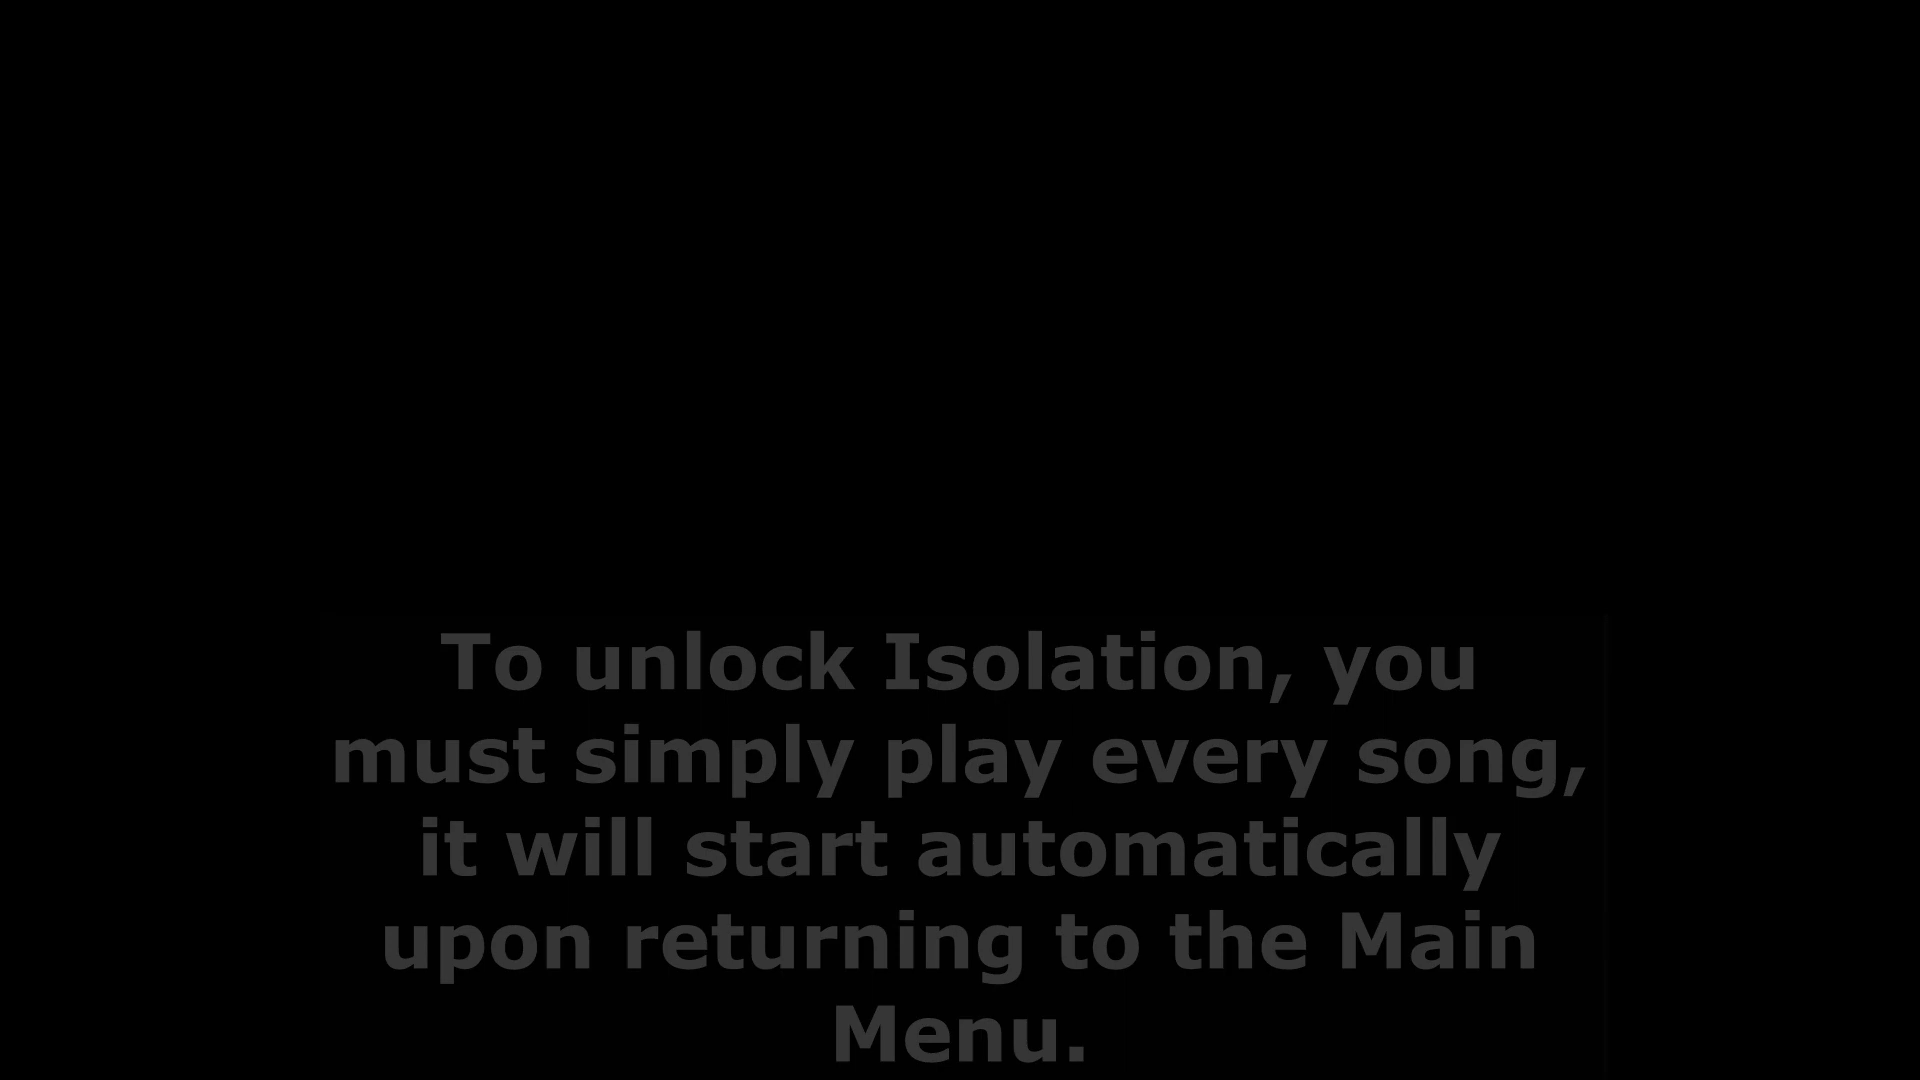 To unlock Isolation, you
must simply play every song,
it will start automatically
upon returning to the Main
Menu.